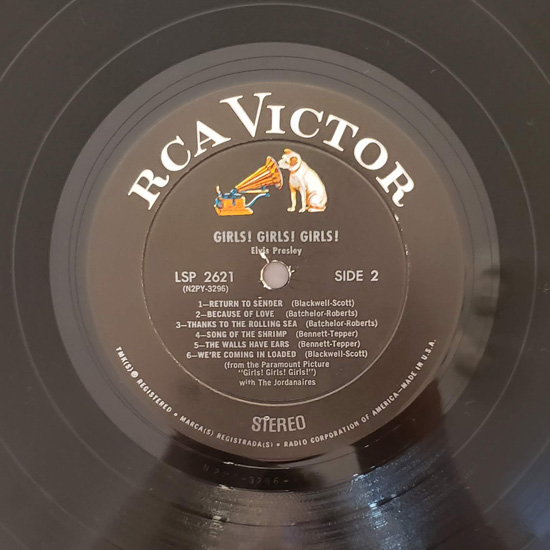 RCA VICTOR
GIRLS! GIRLS! GIRLS!
Elvis Presley
LSP 2621
(N2PY-3296)
SIDE 2
1—RETURN TO SENDER (Blackwell-Scott)
2—BECAUSE OF LOVE (Batchelor-Roberts)
3—THANKS TO THE ROLLING SEA (Batchelor-Roberts)
4—SONG OF THE SHRIMP (Bennett-Tepper)
5—THE WALLS HAVE EARS (Bennett-Tepper)
6—WE'RE COMING IN LOADED (Blackwell-Scott)
(from the Paramount Picture
"Girls! Girls! Girls!")
with The Jordanaires
STEREO
TMK(S) ® REGISTERED • MARCA(S) REGISTRADA(S) • RADIO CORPORATION OF AMERICA—MADE IN U.S.A.